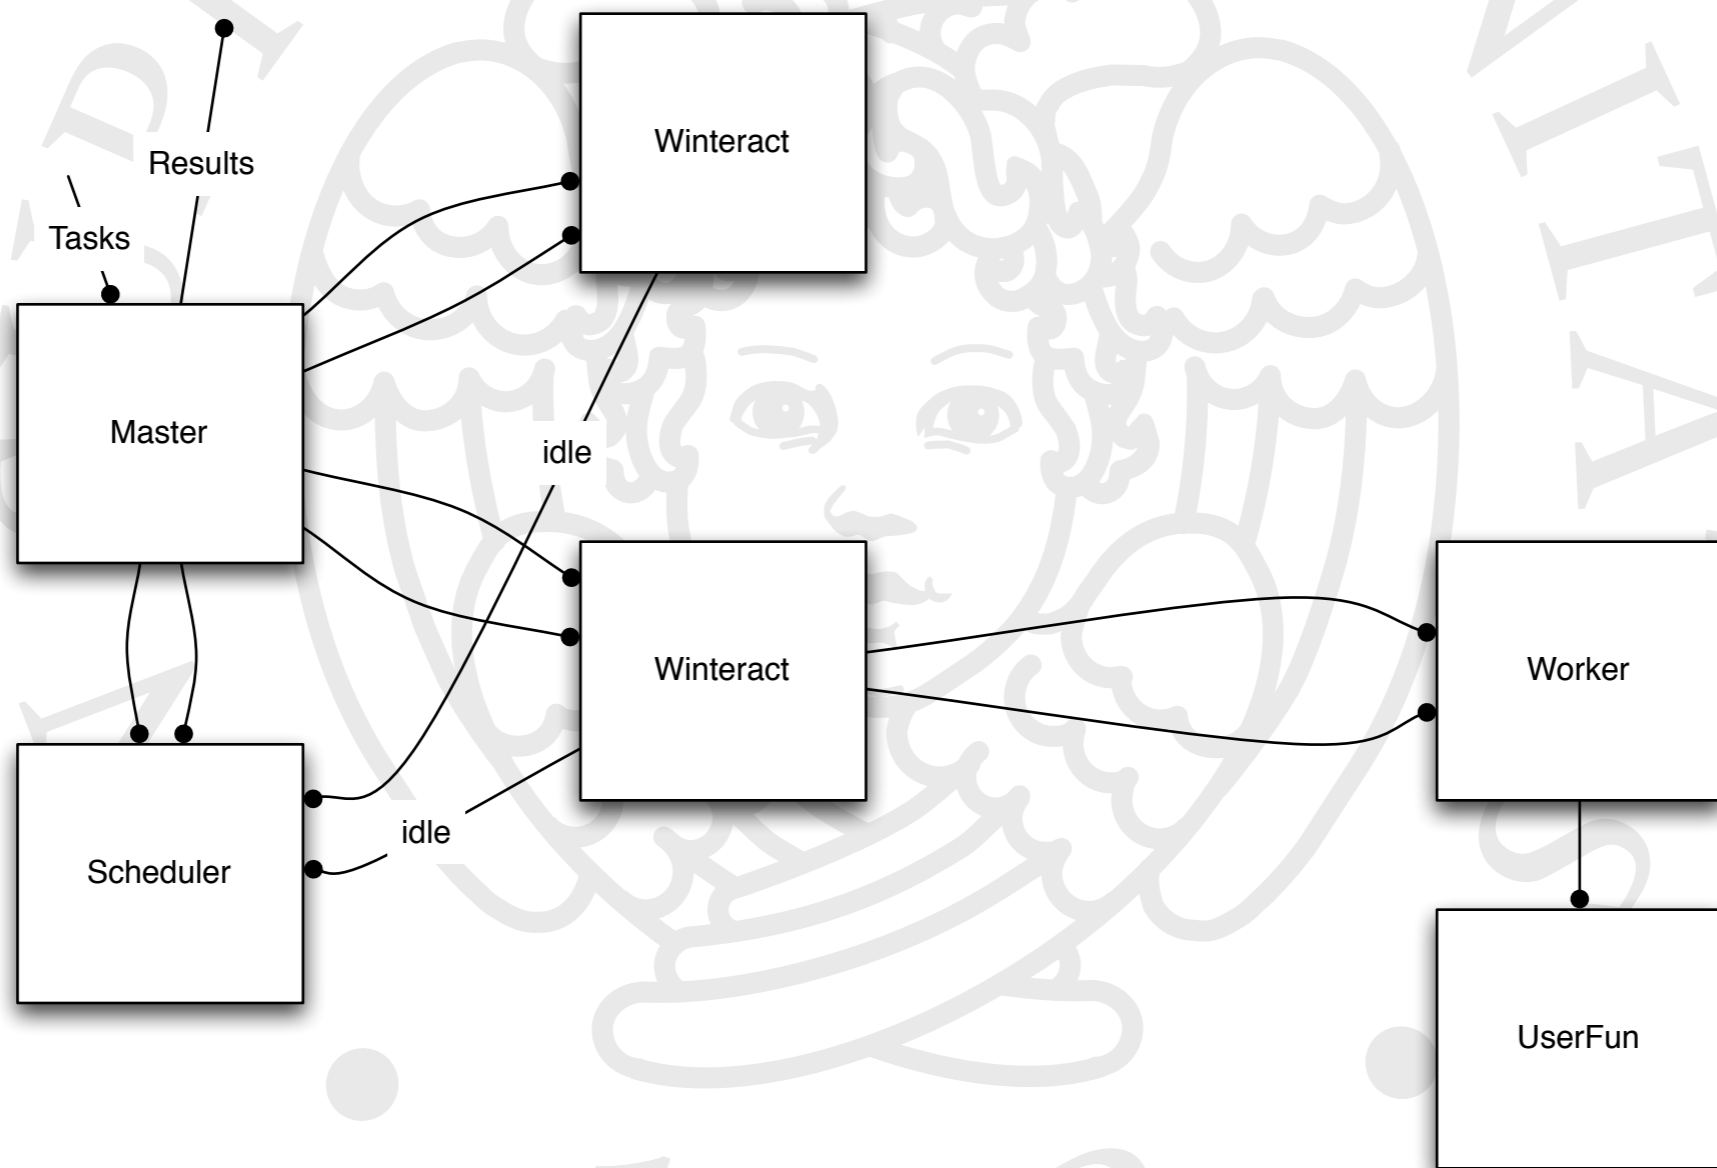 Winteract
Results
Tasks
Master
idle
Winteract
Worker
idle
Scheduler
UserFun